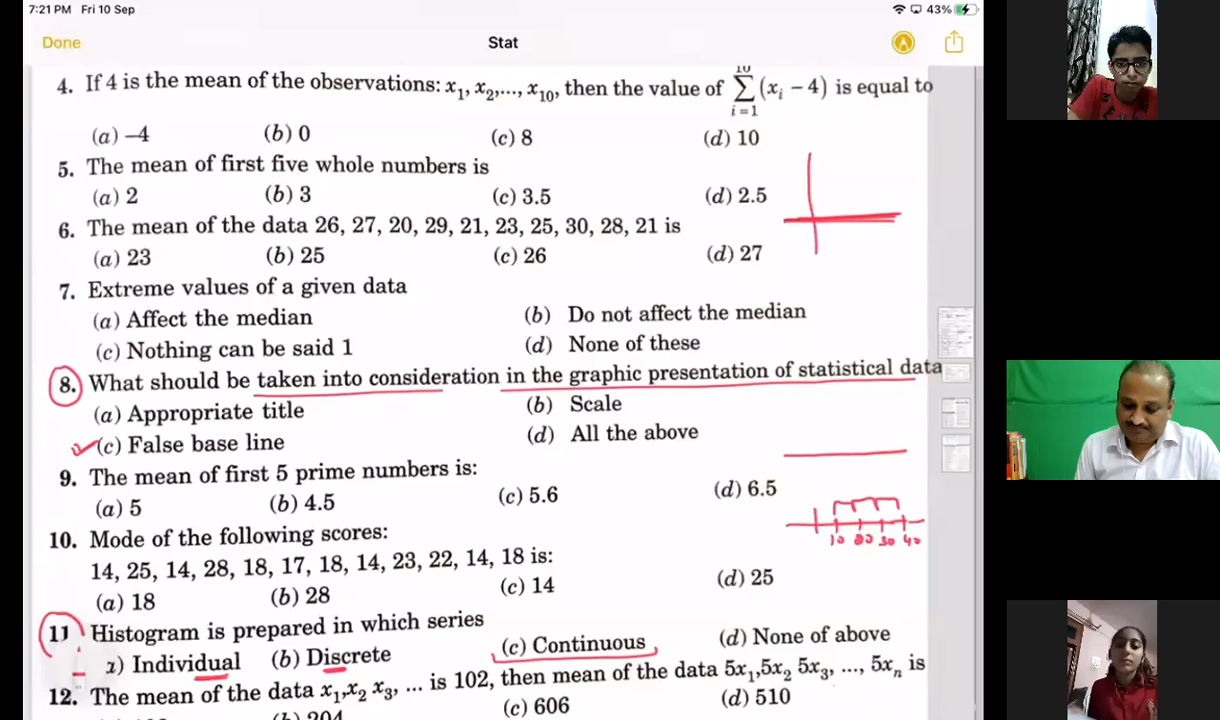 7:21 PM Fri 10 Sep 43%
Done Stat
4. If 4 is the mean of the observations: x₁, x₂,..., x₁₀, then the value of ∑_{i=1}^{10} (xᵢ − 4) is equal to
(a) –4 (b) 0 (c) 8 (d) 10
5. The mean of first five whole numbers is
(a) 2 (b) 3 (c) 3.5 (d) 2.5
6. The mean of the data 26, 27, 20, 29, 21, 23, 25, 30, 28, 21 is
(a) 23 (b) 25 (c) 26 (d) 27
7. Extreme values of a given data
(a) Affect the median (b) Do not affect the median
(c) Nothing can be said 1 (d) None of these
8. What should be taken into consideration in the graphic presentation of statistical data
(a) Appropriate title (b) Scale
(c) False base line (d) All the above
9. The mean of first 5 prime numbers is:
(a) 5 (b) 4.5 (c) 5.6 (d) 6.5
10. Mode of the following scores:
10 20 30 40
14, 25, 14, 28, 18, 17, 18, 14, 23, 22, 14, 18 is:
(a) 18 (b) 28 (c) 14 (d) 25
11 Histogram is prepared in which series
Individual (b) Discrete (c) Continuous (d) None of above
12. The mean of the data x₁,x₂ x₃, ... is 102, then mean of the data 5x₁,5x₂ 5x₃, ..., 5xₙ is
(b) 204 (c) 606 (d) 510